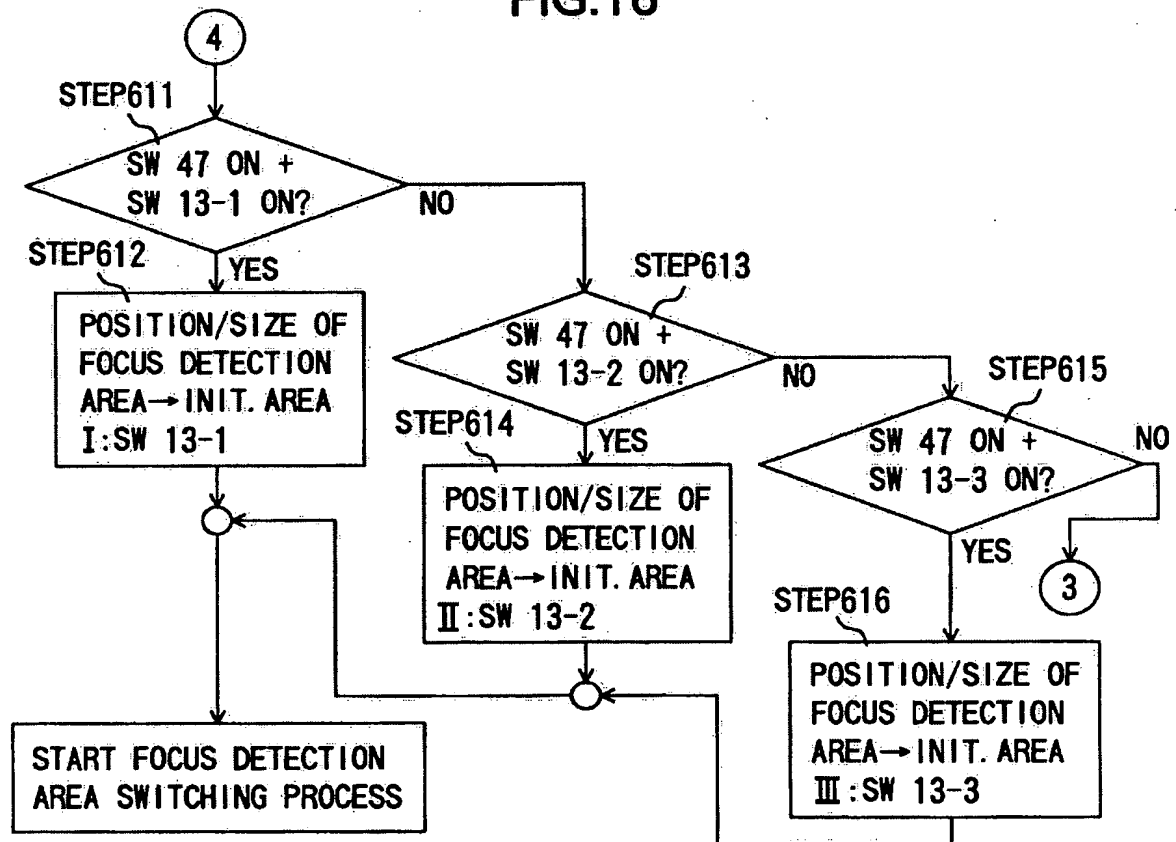 FIG.16
4
STEP611
SW 47 ON +
SW 13-1 ON?
NO
STEP612
YES
POSITION/SIZE OF
FOCUS DETECTION
AREA→INIT. AREA
I:SW 13-1
STEP613
SW 47 ON +
SW 13-2 ON?
NO
STEP614
YES
POSITION/SIZE OF
FOCUS DETECTION
AREA→INIT. AREA
II:SW 13-2
STEP615
SW 47 ON +
SW 13-3 ON?
NO
YES
3
STEP616
POSITION/SIZE OF
FOCUS DETECTION
AREA→INIT. AREA
III:SW 13-3
START FOCUS DETECTION
AREA SWITCHING PROCESS